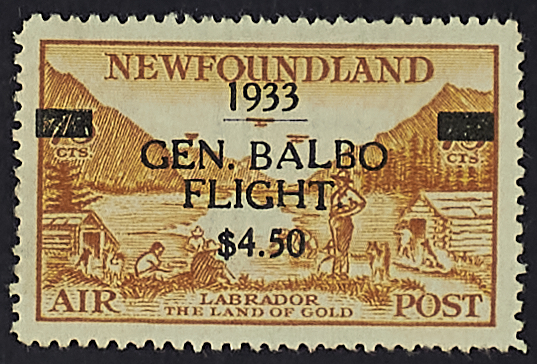 NEWFOUNDLAND
1933
CTS. CTS.
GEN. BALBO
FLIGHT
$4.50
AIR LABRADOR POST
THE LAND OF GOLD